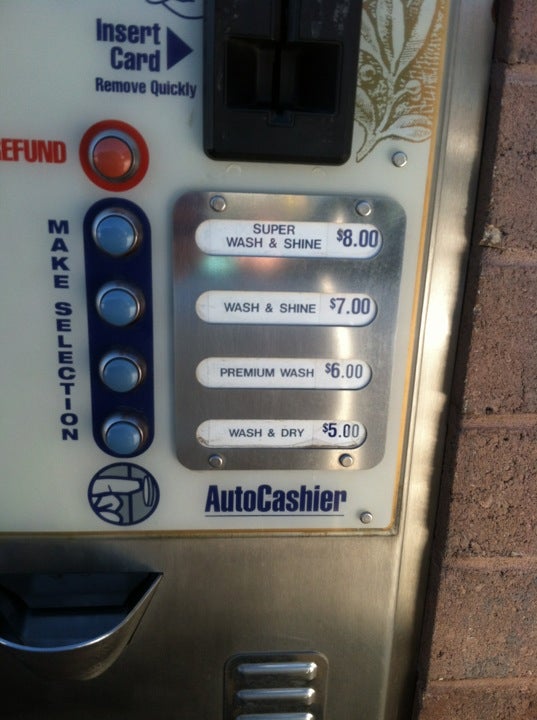 Insert
Card
Remove Quickly
EFUND
MAKE SELECTION
SUPER
WASH & SHINE $8.00
WASH & SHINE $7.00
PREMIUM WASH $6.00
WASH & DRY $5.00
AutoCashier